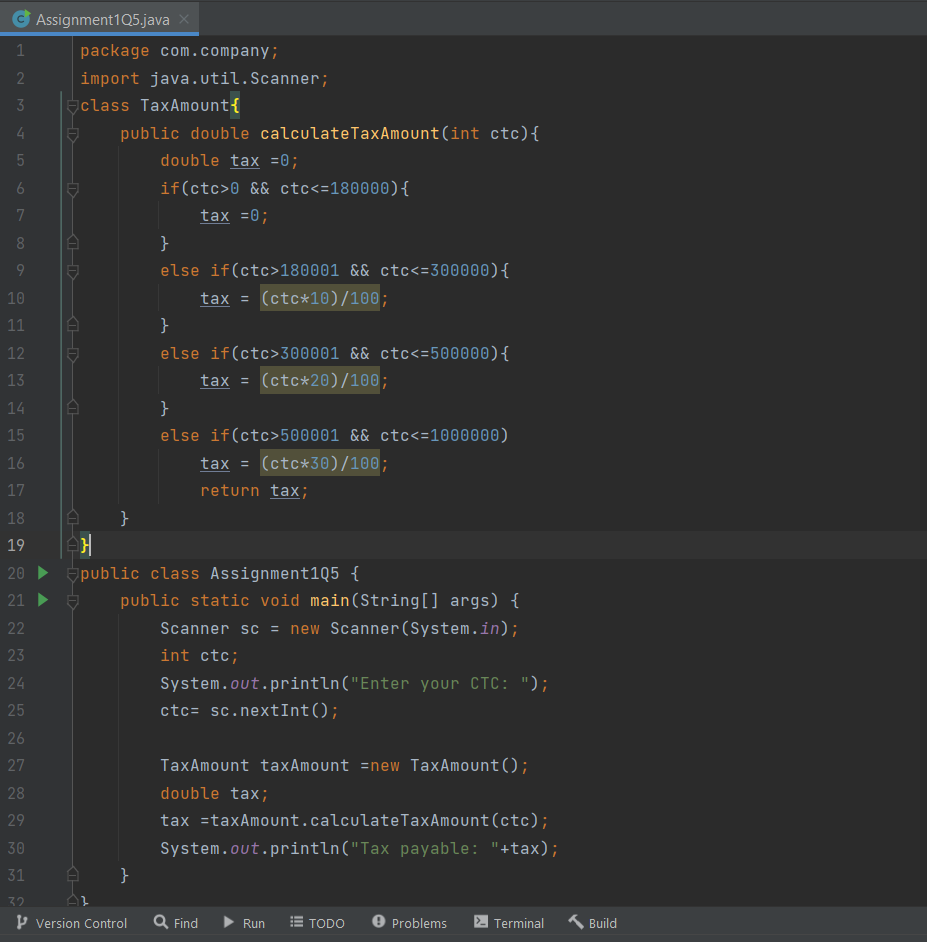 Assignment1Q5.java
1 package com.company;
2 import java.util.Scanner;
3 class TaxAmount{
4 public double calculateTaxAmount(int ctc){
5 double tax =0;
6 if(ctc>0 && ctc<=180000){
7 tax =0;
8 }
9 else if(ctc>180001 && ctc<=300000){
10 tax = (ctc*10)/100;
11 }
12 else if(ctc>300001 && ctc<=500000){
13 tax = (ctc*20)/100;
14 }
15 else if(ctc>500001 && ctc<=1000000)
16 tax = (ctc*30)/100;
17 return tax;
18 }
19 }
20 public class Assignment1Q5 {
21 public static void main(String[] args) {
22 Scanner sc = new Scanner(System.in);
23 int ctc;
24 System.out.println("Enter your CTC: ");
25 ctc= sc.nextInt();
26
27 TaxAmount taxAmount =new TaxAmount();
28 double tax;
29 tax =taxAmount.calculateTaxAmount(ctc);
30 System.out.println("Tax payable: "+tax);
31 }
32 }
Version Control Find Run TODO Problems Terminal Build